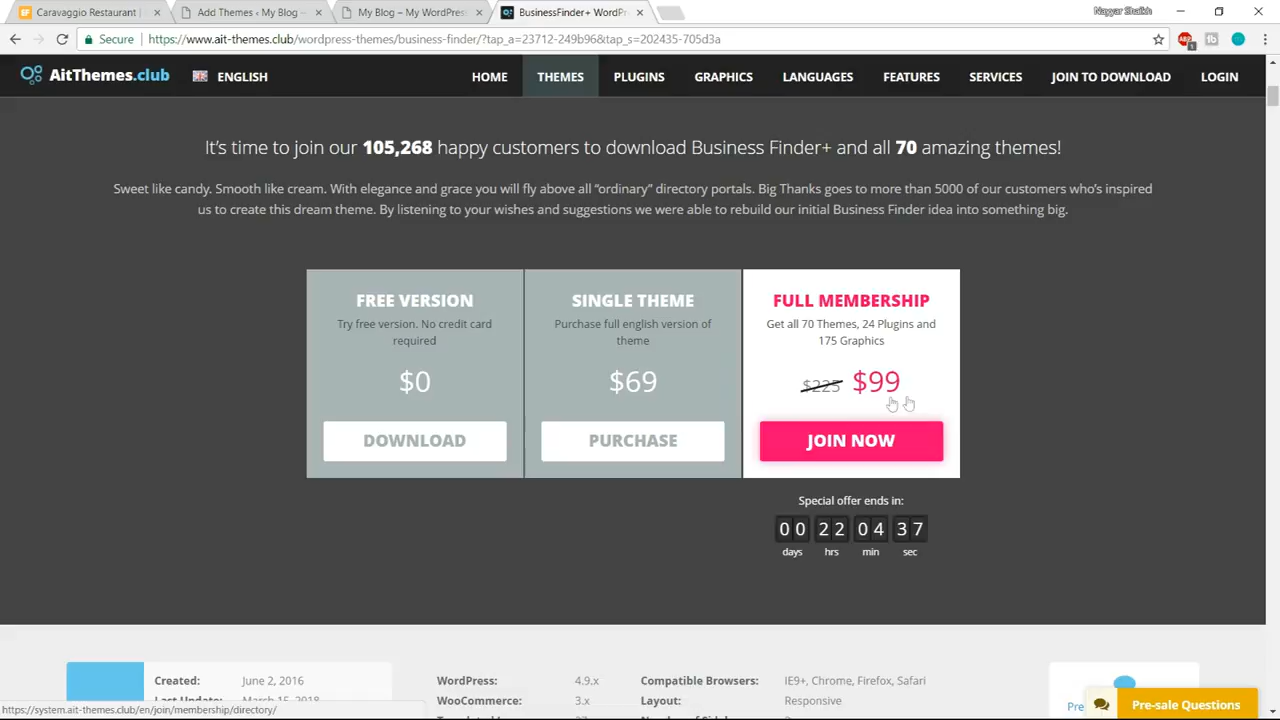 Caravaggio Restaurant |
Add Themes ‹ My Blog –
My Blog – My WordPress
BusinessFinder+ WordPr
Nayyar Shaikh
Secure
https://www.ait-themes.club/wordpress-themes/business-finder/?tap_a=23712-249b96&tap_s=202435-705d3a
AitThemes.club
ENGLISH
HOME
THEMES
PLUGINS
GRAPHICS
LANGUAGES
FEATURES
SERVICES
JOIN TO DOWNLOAD
LOGIN
It's time to join our 105,268 happy customers to download Business Finder+ and all 70 amazing themes!
Sweet like candy. Smooth like cream. With elegance and grace you will fly above all "ordinary" directory portals. Big Thanks goes to more than 5000 of our customers who's inspired
us to create this dream theme. By listening to your wishes and suggestions we were able to rebuild our initial Business Finder idea into something big.
FREE VERSION
Try free version. No credit card
required
$0
DOWNLOAD
SINGLE THEME
Purchase full english version of
theme
$69
PURCHASE
FULL MEMBERSHIP
Get all 70 Themes, 24 Plugins and
175 Graphics
$225 $99
JOIN NOW
Special offer ends in:
00 22 04 37
days hrs min sec
Created: June 2, 2016
Last Update: March 15, 2018
WordPress: 4.9.x
WooCommerce: 3.x
Compatible Browsers: IE9+, Chrome, Firefox, Safari
Layout: Responsive
Pre-sale Questions
https://system.ait-themes.club/en/join/membership/directory/